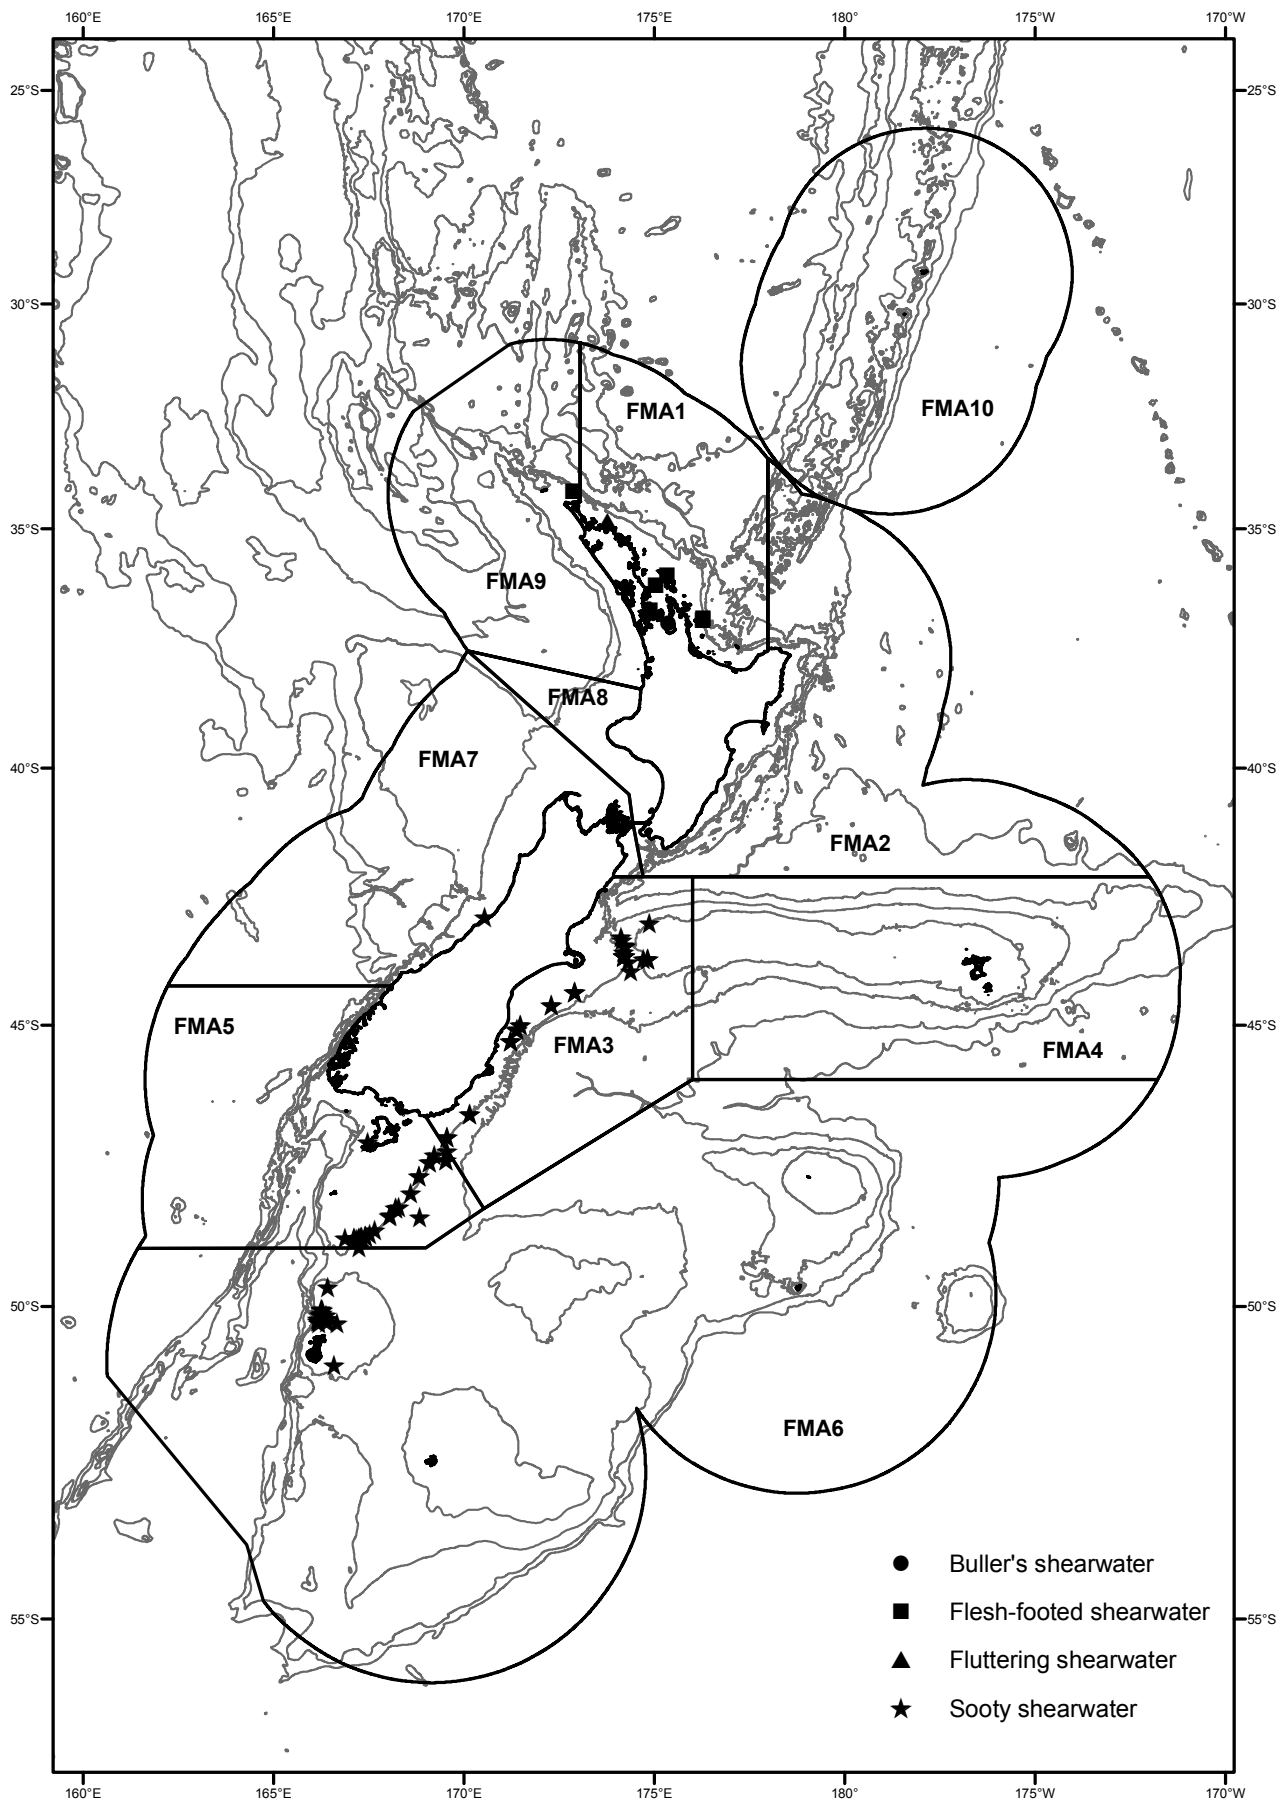 160°E 165°E 170°E 175°E 180° 175°W 170°W
25°S 25°S
30°S 30°S
FMA1
FMA10
35°S 35°S
FMA9
FMA8
FMA7
40°S 40°S
FMA2
FMA5
45°S 45°S
FMA3
FMA4
50°S 50°S
FMA6
Buller's shearwater
Flesh-footed shearwater
55°S 55°S
Fluttering shearwater
Sooty shearwater
160°E 165°E 170°E 175°E 180° 175°W 170°W